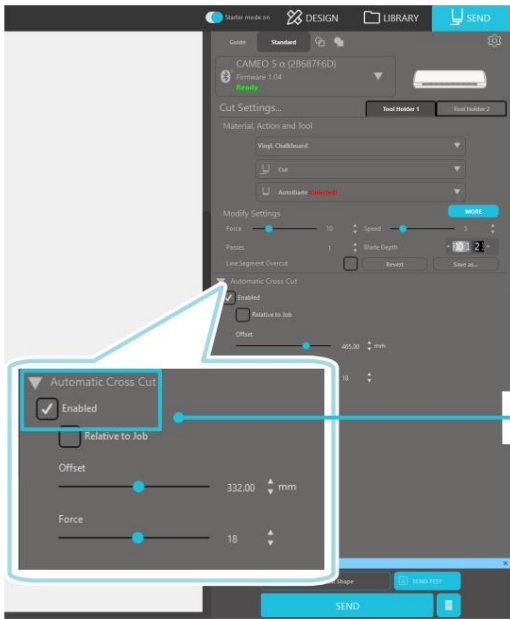 Starter mode on DESIGN LIBRARY SEND
Guide Standard
CAMEO 5 α (2B687F6D)
Firmware 1.04
Ready
Cut Settings... Tool Holder 1 Tool Holder 2
Material, Action and Tool
Vinyl, Chalkboard
Cut
AutoBlade (Detected)
Modify Settings MORE
Force 10 Speed 5
Passes 1 Blade Depth 1 2
Line Segment Overcut Revert Save as...
Automatic Cross Cut
Enabled
Relative to Job
Offset
465.00 mm
18
Automatic Cross Cut
Enabled
Relative to Job
Offset
332.00 mm
Force
18
Shape SEND TEST
SEND